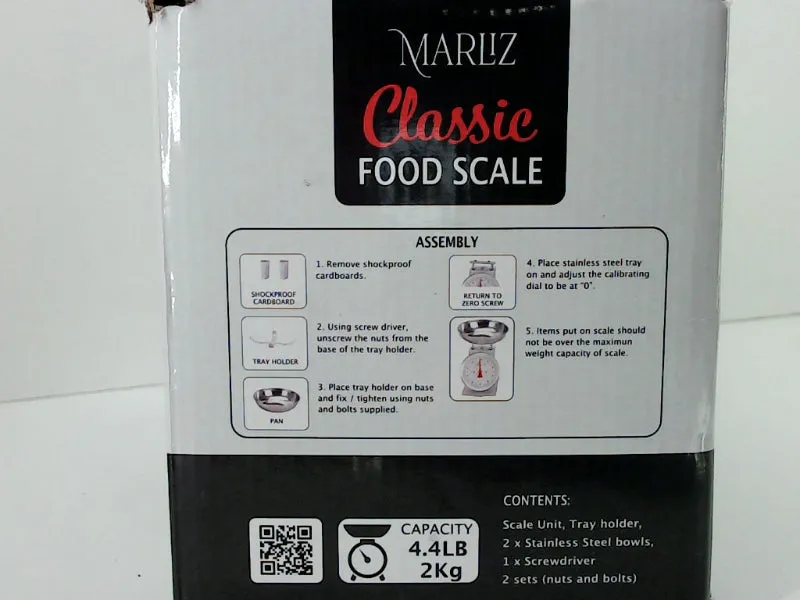 MARLIZ
Classic
FOOD SCALE
ASSEMBLY
SHOCKPROOF
CARDBOARD
1. Remove shockproof
cardboards.
TRAY HOLDER
2. Using screw driver,
unscrew the nuts from the
base of the tray holder.
PAN
3. Place tray holder on base
and fix / tighten using nuts
and bolts supplied.
RETURN TO
ZERO SCREW
4. Place stainless steel tray
on and adjust the calibrating
dial to be at "0".
5. Items put on scale should
not be over the maximun
weight capacity of scale.
CAPACITY
4.4LB
2Kg
CONTENTS:
Scale Unit, Tray holder,
2 x Stainless Steel bowls,
1 x Screwdriver
2 sets (nuts and bolts)